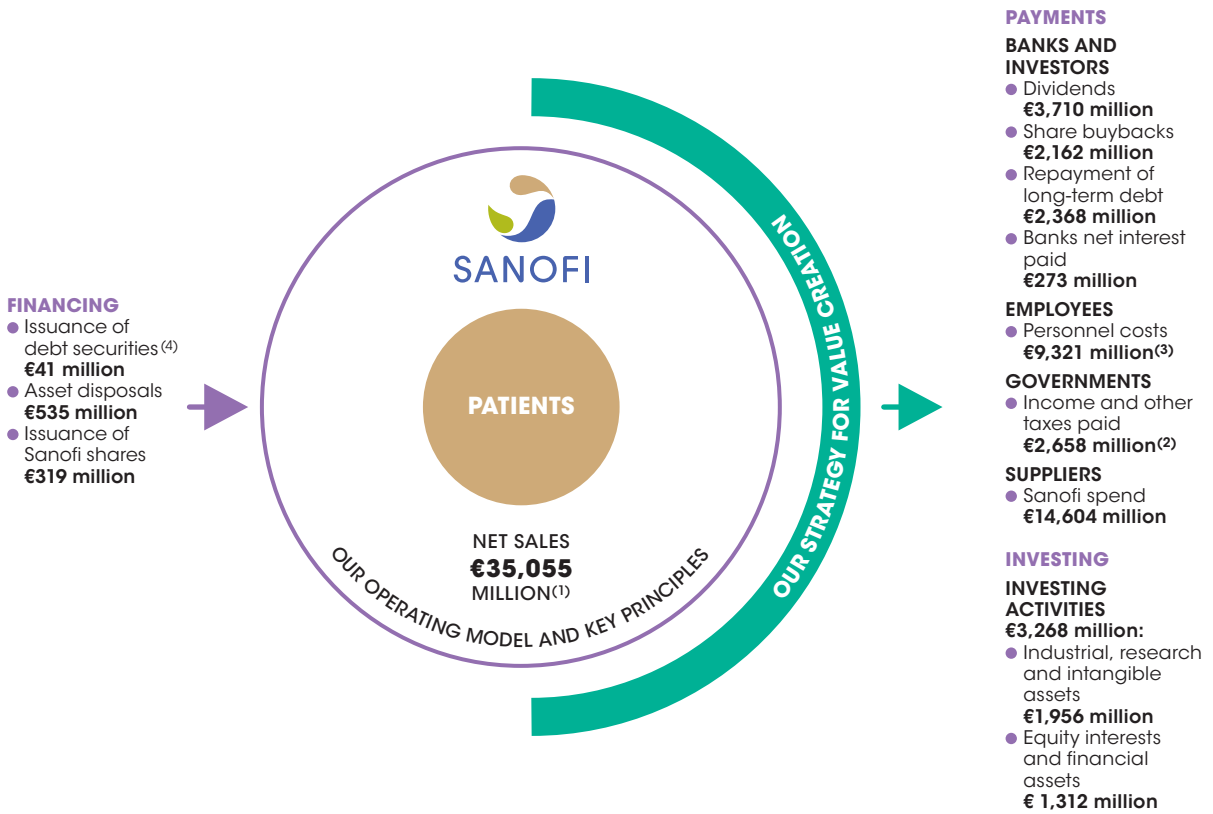 FINANCING
Issuance of
debt securities (4)
€41 million
Asset disposals
€535 million
Issuance of
Sanofi shares
€319 million
SANOFI
PATIENTS
NET SALES
€35,055
MILLION(1)
OUR OPERATING MODEL AND KEY PRINCIPLES
OUR STRATEGY FOR VALUE CREATION
PAYMENTS
BANKS AND
INVESTORS
Dividends
€3,710 million
Share buybacks
€2,162 million
Repayment of
long-term debt
€2,368 million
Banks net interest
paid
€273 million
EMPLOYEES
Personnel costs
€9,321 million(3)
GOVERNMENTS
Income and other
taxes paid
€2,658 million(2)
SUPPLIERS
Sanofi spend
€14,604 million
INVESTING
INVESTING
ACTIVITIES
€3,268 million:
Industrial, research
and intangible
assets
€1,956 million
Equity interests
and financial
assets
€ 1,312 million